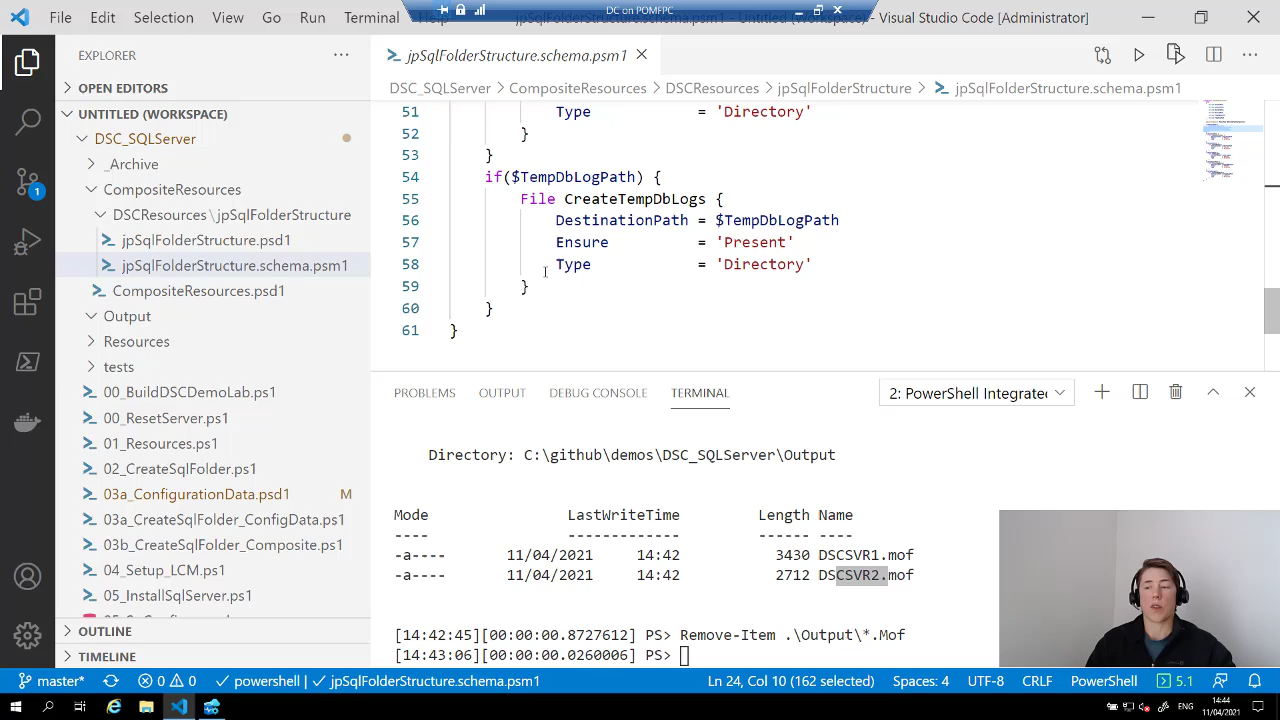 DC on POMFPC
File Edit Selection View Go Run Terminal Help
Visual Studio Code [Administrator]
EXPLORER
OPEN EDITORS
UNTITLED (WORKSPACE)
DSC_SQLServer
_Archive
CompositeResources
DSCResources\jpSqlFolderStructure
jpSqlFolderStructure.psd1
jpSqlFolderStructure.schema.psm1
CompositeResources.psd1
Output
Resources
tests
00_BuildDSCDemoLab.ps1
00_ResetServer.ps1
01_Resources.ps1
02_CreateSqlFolder.ps1
03a_ConfigurationData.psd1 M
03a_CreateSqlFolder_ConfigData.ps1
03b_CreateSqlFolder_Composite.ps1
04_Setup_LCM.ps1
05_InstallSqlServer.ps1
OUTLINE
TIMELINE
jpSqlFolderStructure.schema.psm1
DSC_SQLServer > CompositeResources > DSCResources > jpSqlFolderStructure > jpSqlFolderStructure.schema.psm1
51 Type = 'Directory'
52 }
53 }
54 if($TempDbLogPath) {
55 File CreateTempDbLogs {
56 DestinationPath = $TempDbLogPath
57 Ensure = 'Present'
58 Type = 'Directory'
59 }
60 }
61 }
PROBLEMS OUTPUT DEBUG CONSOLE TERMINAL 2: PowerShell Integrated
Directory: C:\github\demos\DSC_SQLServer\Output
Mode LastWriteTime Length Name
---- ------------- ------ ----
-a---- 11/04/2021 14:42 3430 DSCSVR1.mof
-a---- 11/04/2021 14:42 2712 DSCSVR2.mof
[14:42:45][00:00:00.8727612] PS> Remove-Item .\Output\*.Mof
[14:43:06][00:00:00.0260006] PS>
master* 0 0 powershell | jpSqlFolderStructure.schema.psm1 Ln 24, Col 10 (162 selected) Spaces: 4 UTF-8 CRLF PowerShell 5.1
ENG
14:44
11/04/2021